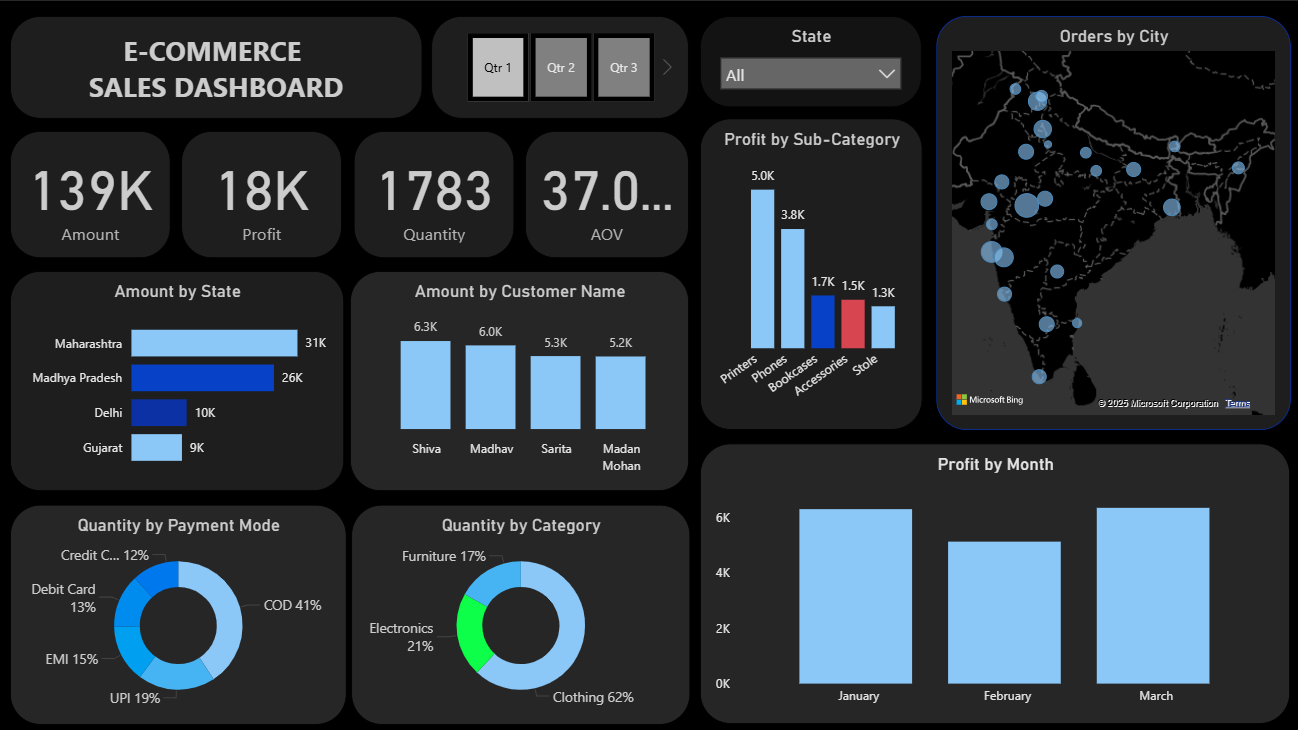 E-COMMERCE
SALES DASHBOARD
Qtr 1
Qtr 2
Qtr 3
State
All
Orders by City
Microsoft Bing
© 2025 Microsoft Corporation Terms
139K
Amount
18K
Profit
1783
Quantity
37.0...
AOV
Profit by Sub-Category
5.0K
3.8K
1.7K
1.5K
1.3K
Printers
Phones
Bookcases
Accessories
Stole
Amount by State
Maharashtra 31K
Madhya Pradesh 26K
Delhi 10K
Gujarat 9K
Amount by Customer Name
6.3K
6.0K
5.3K
5.2K
Shiva
Madhav
Sarita
Madan
Mohan
Quantity by Payment Mode
Credit C... 12%
Debit Card
13%
COD 41%
EMI 15%
UPI 19%
Quantity by Category
Furniture 17%
Electronics
21%
Clothing 62%
Profit by Month
6K
4K
2K
0K
January
February
March